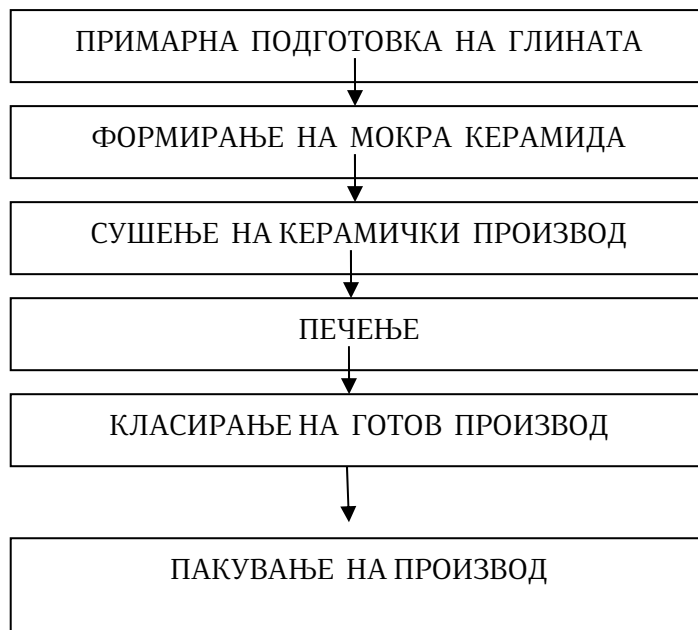 ПРИМАРНА ПОДГОТОВКА НА ГЛИНАТА
ФОРМИРАЊЕ НА МОКРА КЕРАМИДА
СУШЕЊЕ НА КЕРАМИЧКИ ПРОИЗВОД
ПЕЧЕЊЕ
КЛАСИРАЊЕ НА ГОТОВ ПРОИЗВОД
ПАКУВАЊЕ НА ПРОИЗВОД